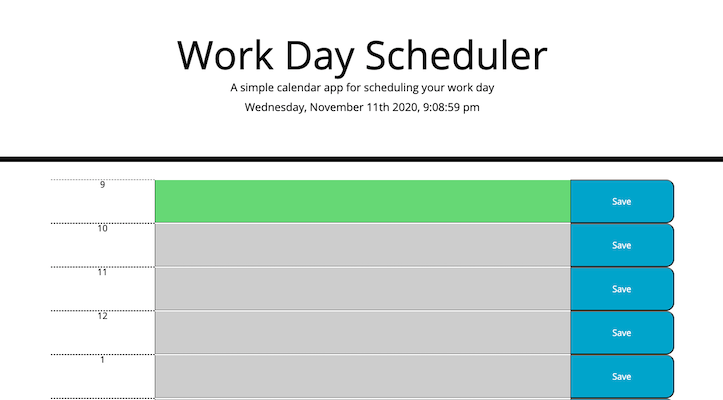 Work Day Scheduler
A simple calendar app for scheduling your work day
Wednesday, November 11th 2020, 9:08:59 pm
9
Save
10
Save
11
Save
12
Save
1
Save